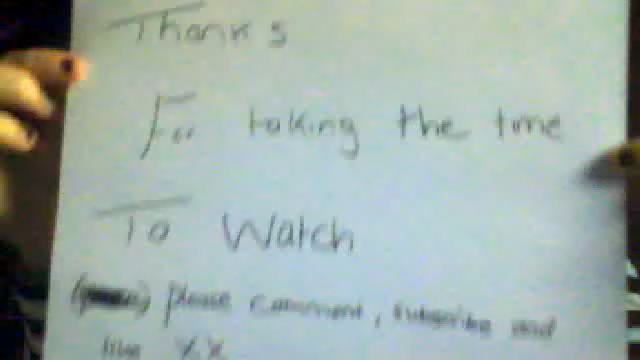 Thanks
For taking the time
To Watch
please comment, subscribe and
like XX